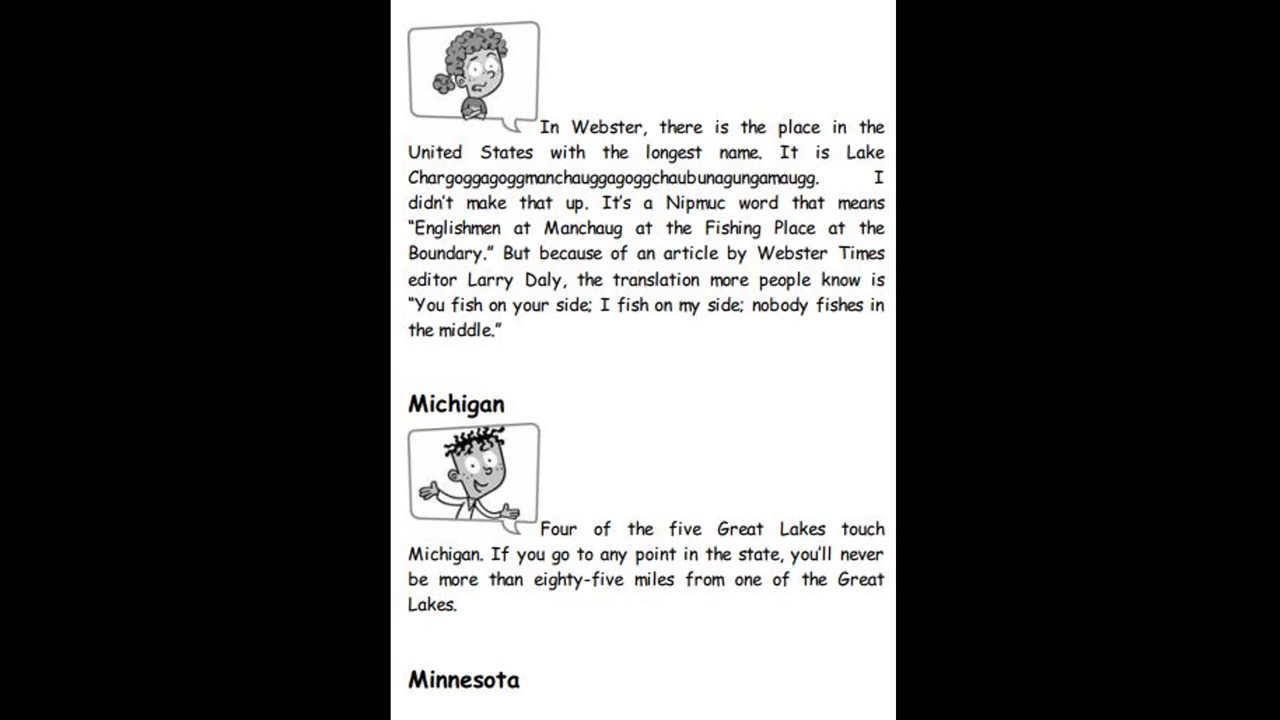 In Webster, there is the place in the
United States with the longest name. It is Lake
Chargoggagoggmanchauggagoggchaubunagungamaugg. I
didn't make that up. It's a Nipmuc word that means
"Englishmen at Manchaug at the Fishing Place at the
Boundary." But because of an article by Webster Times
editor Larry Daly, the translation more people know is
"You fish on your side; I fish on my side; nobody fishes in
the middle."
Michigan
Four of the five Great Lakes touch
Michigan. If you go to any point in the state, you'll never
be more than eighty-five miles from one of the Great
Lakes.
Minnesota